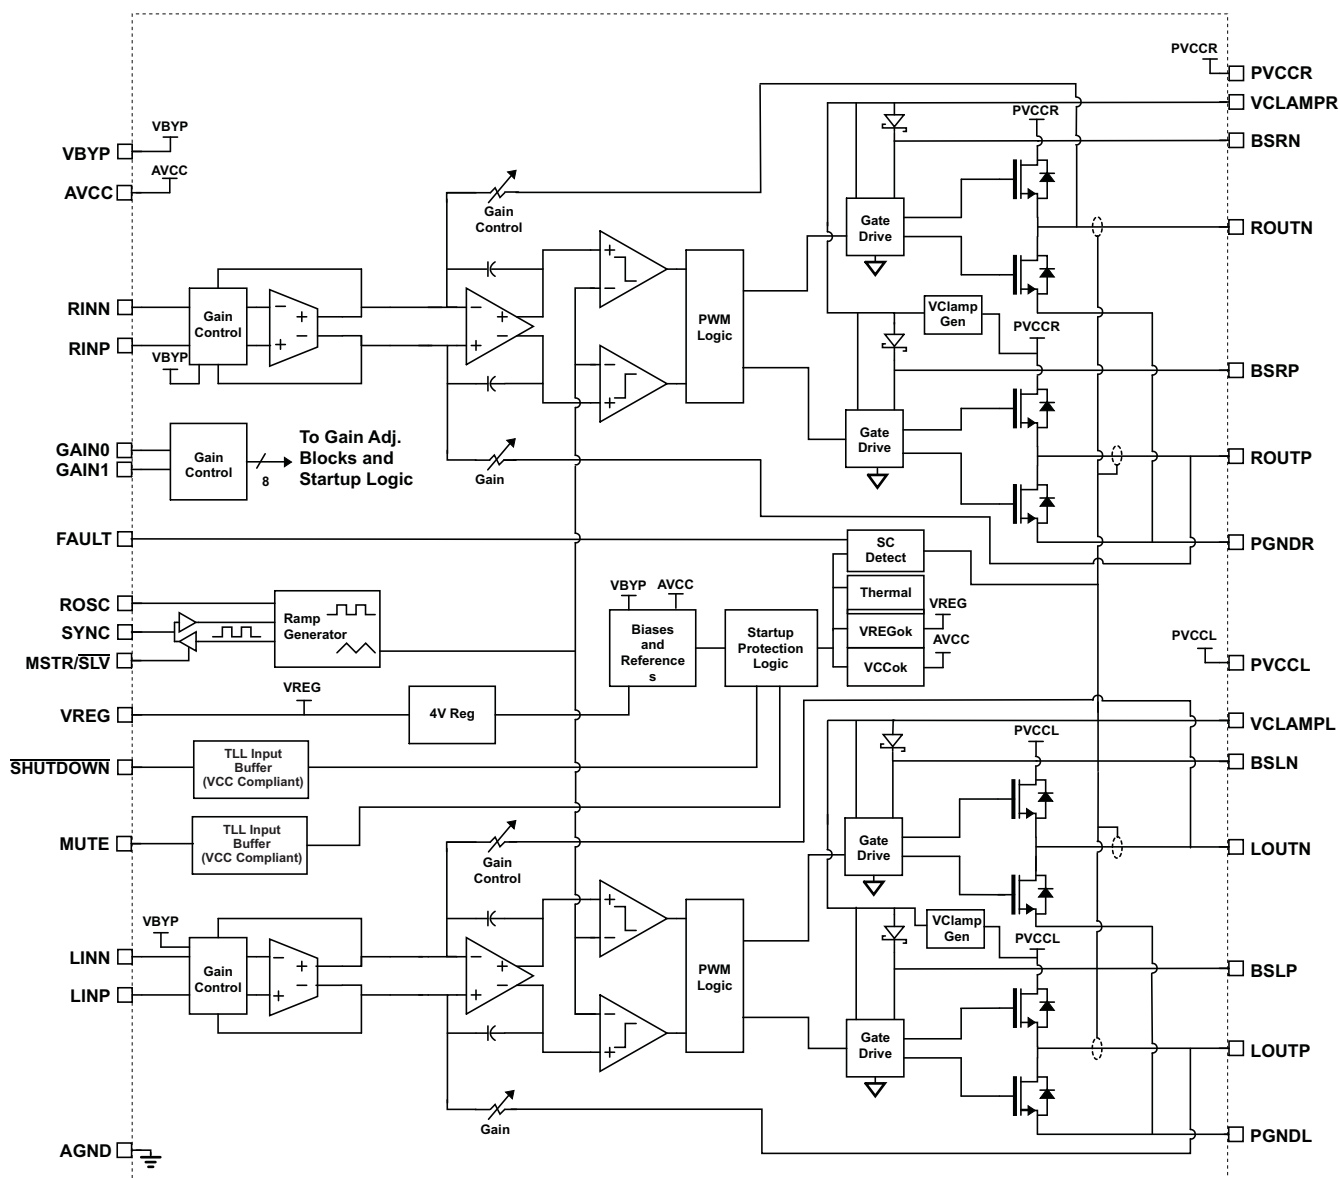 PVCCR
PVCCR
VCLAMPR
PVCCR
VBYP
VBYP
BSRN
AVCC
AVCC
Gain
Control
Gate
Drive
ROUTN
RINN
Gain
Control
PWM
Logic
VClamp
Gen
PVCCR
RINP
VBYP
BSRP
GAIN0
GAIN1
Gain
Control
8
To Gain Adj.
Blocks and
Startup Logic
Gain
Gate
Drive
ROUTP
FAULT
SC
Detect
PGNDR
ROSC
SYNC
MSTR/SLV
Ramp
Generator
VBYP
AVCC
Biases
and
Reference
s
Startup
Protection
Logic
Thermal
VREGok
VCCok
VREG
AVCC
PVCCL
PVCCL
VREG
VREG
4V Reg
VCLAMPL
PVCCL
SHUTDOWN
TLL Input
Buffer
(VCC Compliant)
BSLN
MUTE
TLL Input
Buffer
(VCC Compliant)
Gain
Control
Gate
Drive
LOUTN
VBYP
VClamp
Gen
PVCCL
LINN
LINP
Gain
Control
PWM
Logic
BSLP
Gate
Drive
LOUTP
Gain
AGND
PGNDL